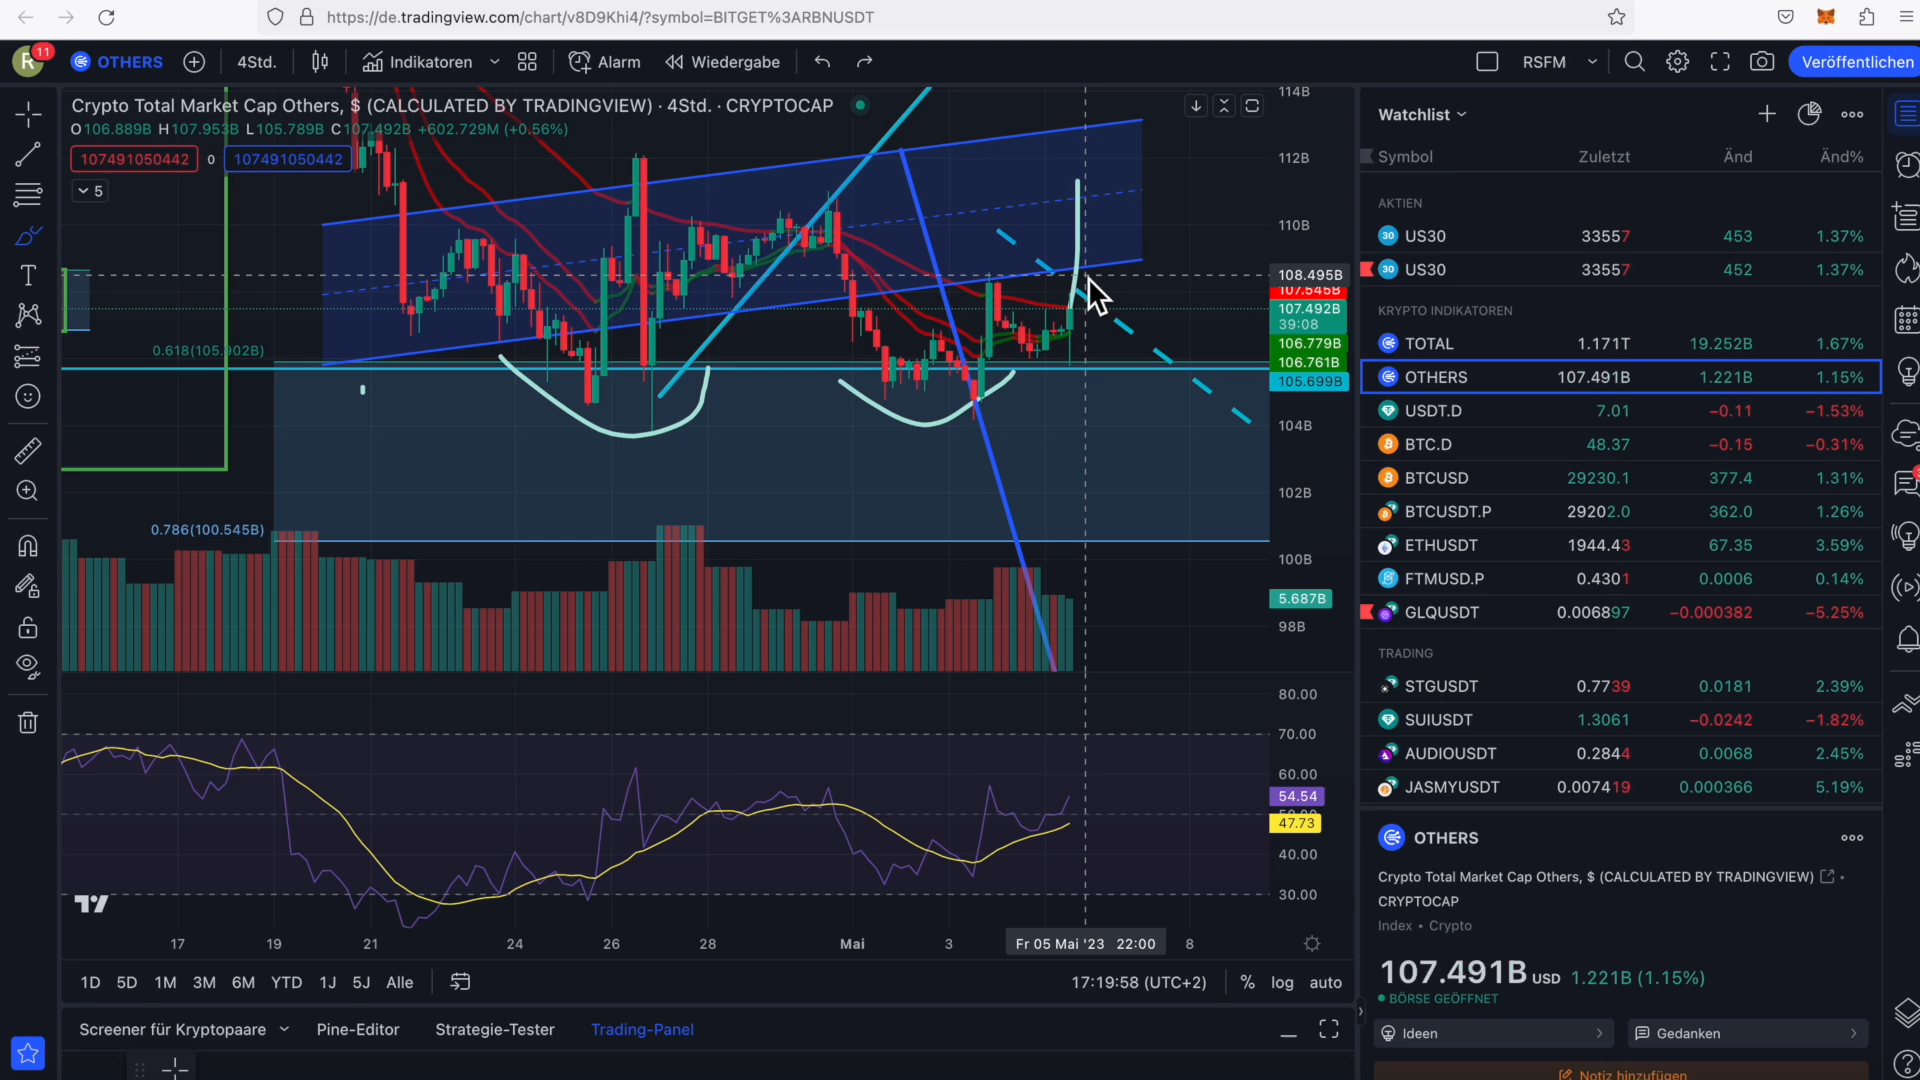 https://de.tradingview.com/chart/v8D9Khi4/?symbol=BITGET%3ARBNUSDT
R 11 OTHERS 4Std. Indikatoren Alarm Wiedergabe RSFM Veröffentlichen
Crypto Total Market Cap Others, $ (CALCULATED BY TRADINGVIEW) · 4Std. · CRYPTOCAP
O106.889B H107.953B L105.789B C107.492B +602.729M (+0.56%)
107491050442 0 107491050442
5
0.618(105.902B)
0.786(100.545B)
114B
112B
110B
108.495B
107.545B
107.492B
39:08
106.779B
106.761B
105.699B
104B
102B
100B
5.687B
98B
80.00
70.00
60.00
54.54
47.73
40.00
30.00
17 19 21 24 26 28 Mai 3 Fr 05 Mai '23 22:00 8
1D 5D 1M 3M 6M YTD 1J 5J Alle 17:19:58 (UTC+2) % log auto
Screener für Kryptopaare Pine-Editor Strategie-Tester Trading-Panel
Watchlist
Symbol Zuletzt Änd Änd%
AKTIEN
30 US30 33557 453 1.37%
30 US30 33557 452 1.37%
KRYPTO INDIKATOREN
TOTAL 1.171T 19.252B 1.67%
OTHERS 107.491B 1.221B 1.15%
USDT.D 7.01 −0.11 −1.53%
BTC.D 48.37 −0.15 −0.31%
BTCUSD 29230.1 377.4 1.31%
BTCUSDT.P 29202.0 362.0 1.26%
ETHUSDT 1944.43 67.35 3.59%
FTMUSD.P 0.4301 0.0006 0.14%
GLQUSDT 0.006897 −0.000382 −5.25%
TRADING
STGUSDT 0.7739 0.0181 2.39%
SUIUSDT 1.3061 −0.0242 −1.82%
AUDIOUSDT 0.2844 0.0068 2.45%
JASMYUSDT 0.007419 0.000366 5.19%
OTHERS
Crypto Total Market Cap Others, $ (CALCULATED BY TRADINGVIEW) •
CRYPTOCAP
Index • Crypto
107.491B USD 1.221B (1.15%)
BÖRSE GEÖFFNET
Ideen Gedanken
Notiz hinzufügen